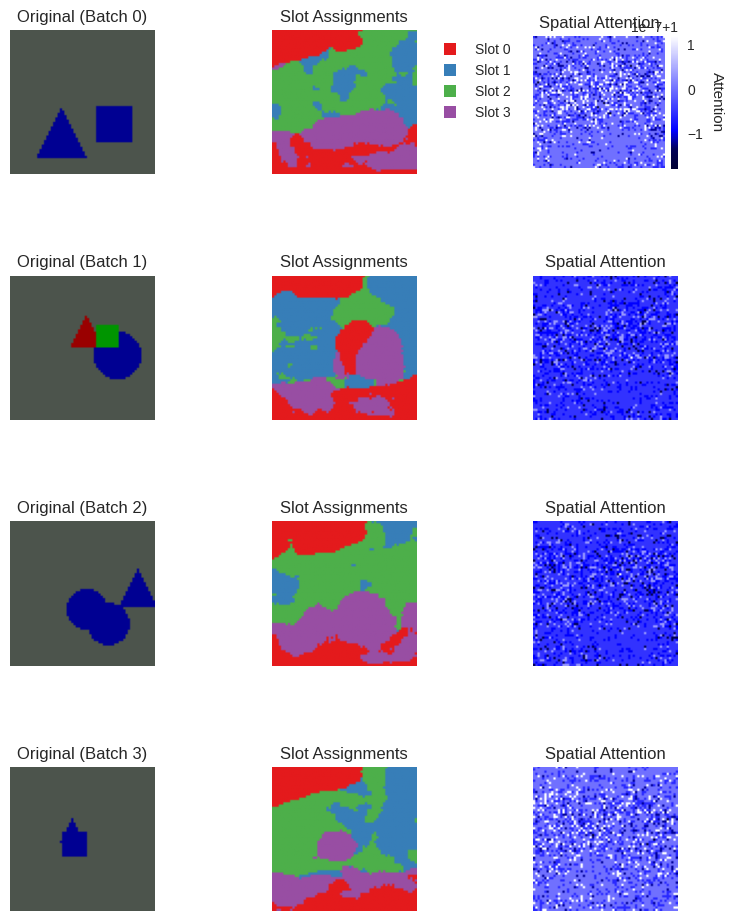 Original (Batch 0)
Slot Assignments
Slot 0
Slot 1
Slot 2
Slot 3
Spatial Attention
1e−7+1
1
0
−1
Attention
Original (Batch 1)
Slot Assignments
Spatial Attention
Original (Batch 2)
Slot Assignments
Spatial Attention
Original (Batch 3)
Slot Assignments
Spatial Attention